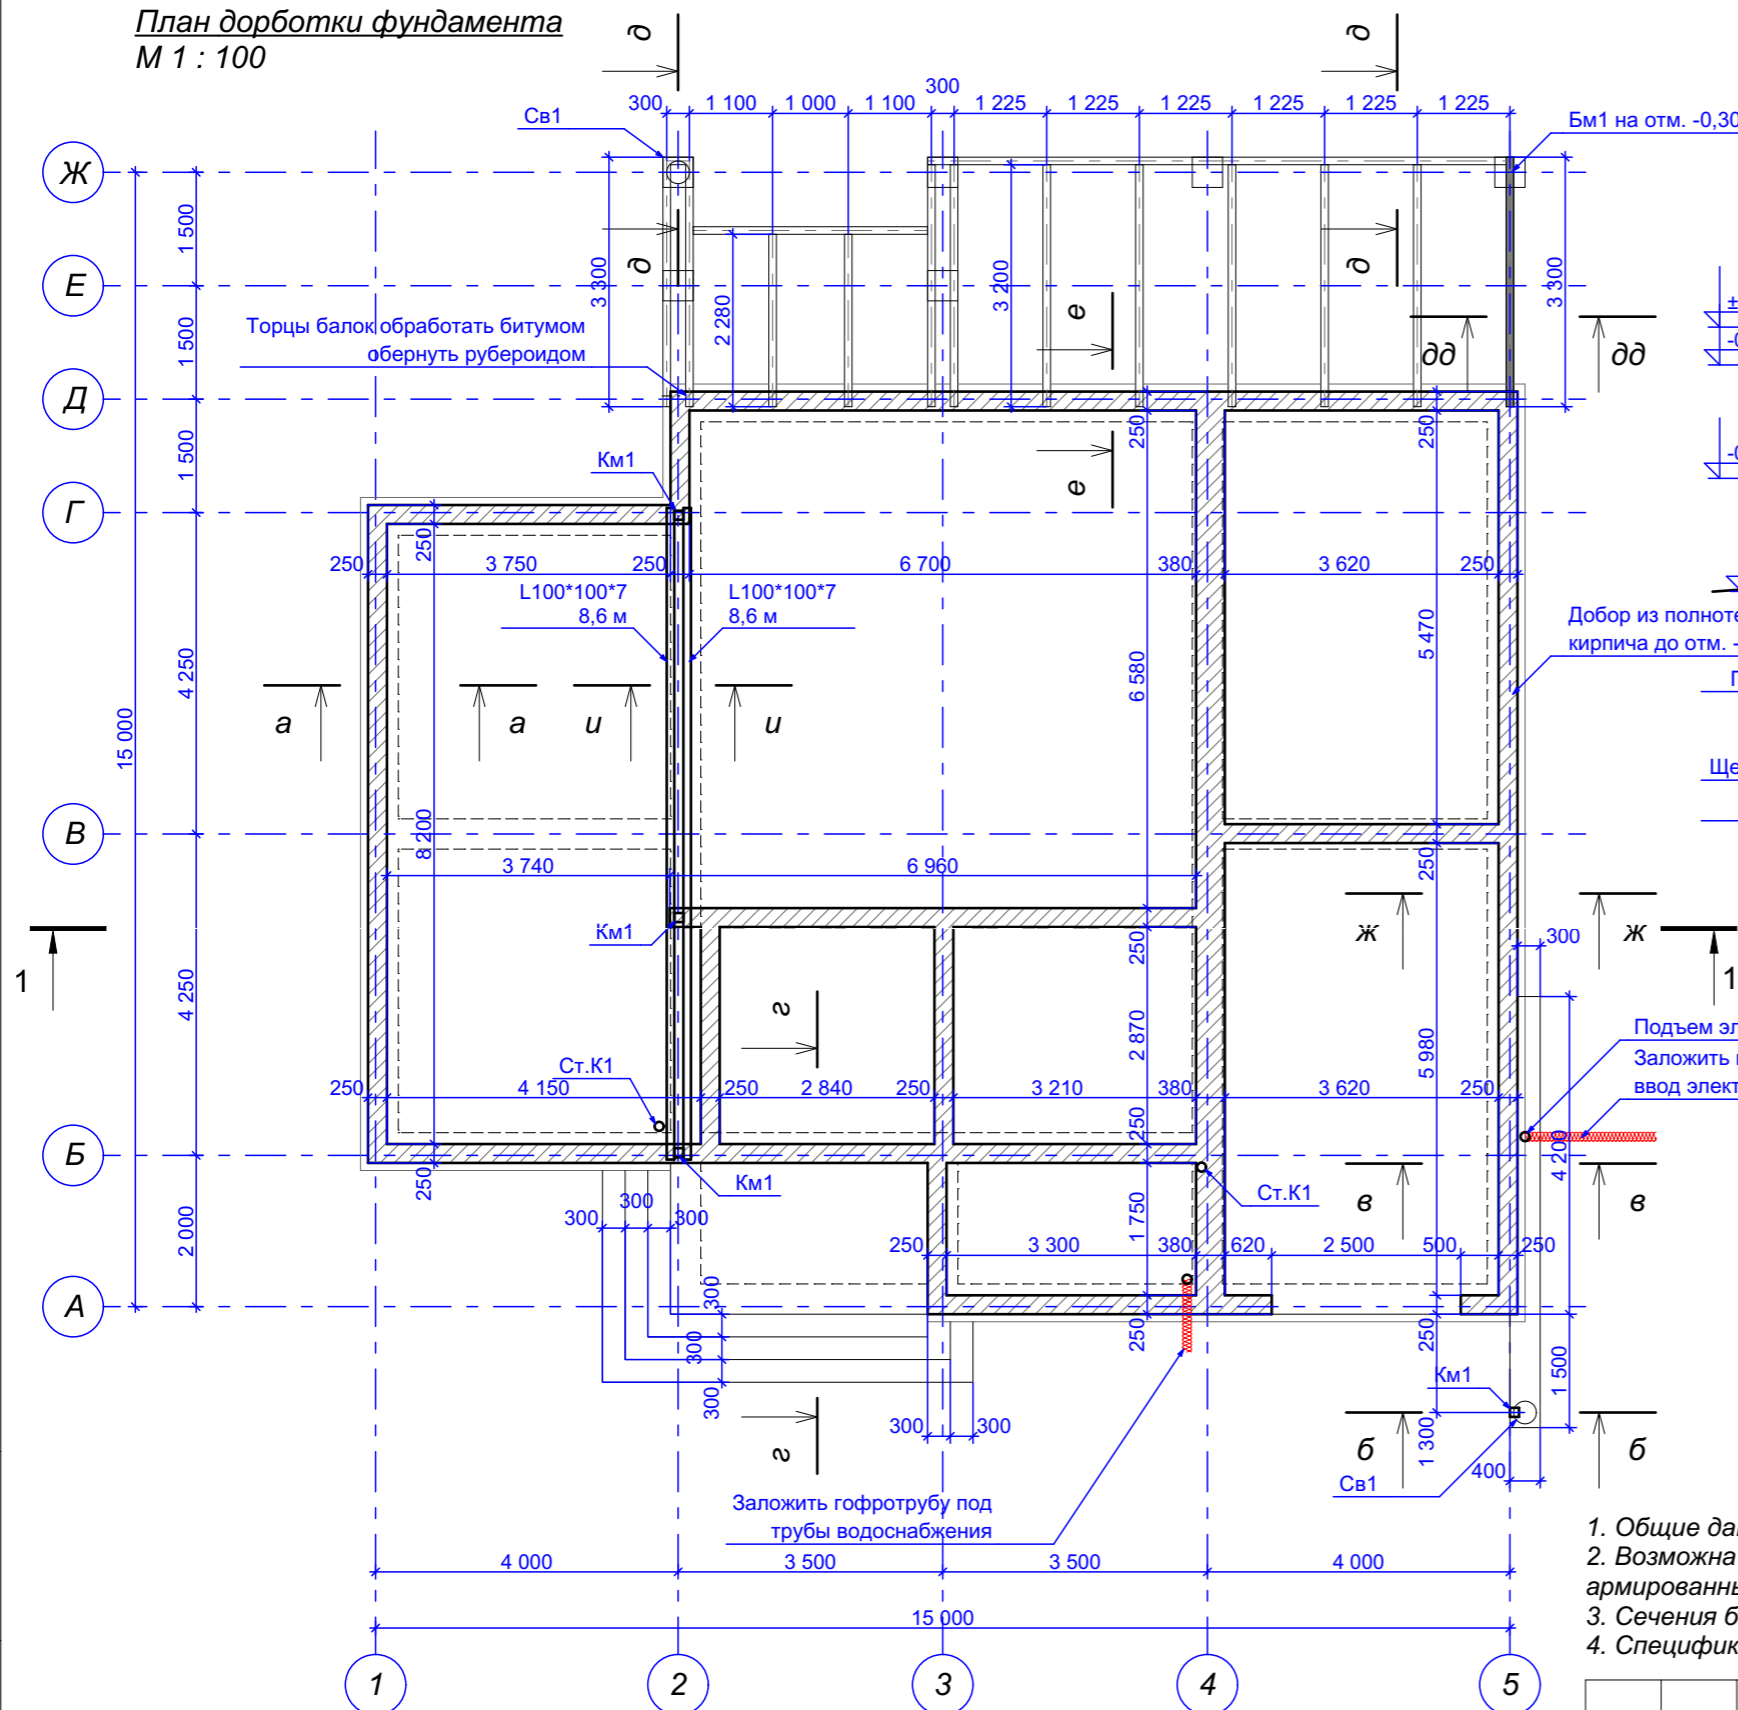 План дорботки фундамента
М 1 : 100
д
д
300
Св1
300
1 100
1 000
1 100
1 225
1 225
1 225
1 225
1 225
1 225
Бм1 на отм. -0,30
Ж
Е
Д
Г
В
Б
А
1 500
1 500
1 500
4 250
4 250
2 000
15 000
3 300
2 280
3 200
3 300
д
д
е
е
дд
дд
Торцы балок обработать битумом
обернуть рубероидом
Км1
250
250
250
250
3 750
250
6 700
380
3 620
250
L100*100*7
8,6 м
L100*100*7
8,6 м
5 470
6 580
Добор из полноте
кирпича до отм. -
а
а
и
и
Ще
8 200
3 740
6 960
250
Км1
250
ж
ж
300
1
1
г
2 870
5 980
Подъем эл
Заложить
ввод элект
Ст.К1
250
4 150
250
2 840
250
3 210
380
3 620
250
250
4 200
250
Км1
Ст.К1
в
в
300
300
300
1 750
250
3 300
380
620
2 500
500
250
300
300
300
250
250
1 500
Км1
г
300
300
1 300
б
б
400
Св1
Заложить гофротрубу под
трубы водоснабжения
4 000
3 500
3 500
4 000
15 000
1
2
3
4
5
1. Общие да
2. Возможна
армированн
3. Сечения б
4. Специфик